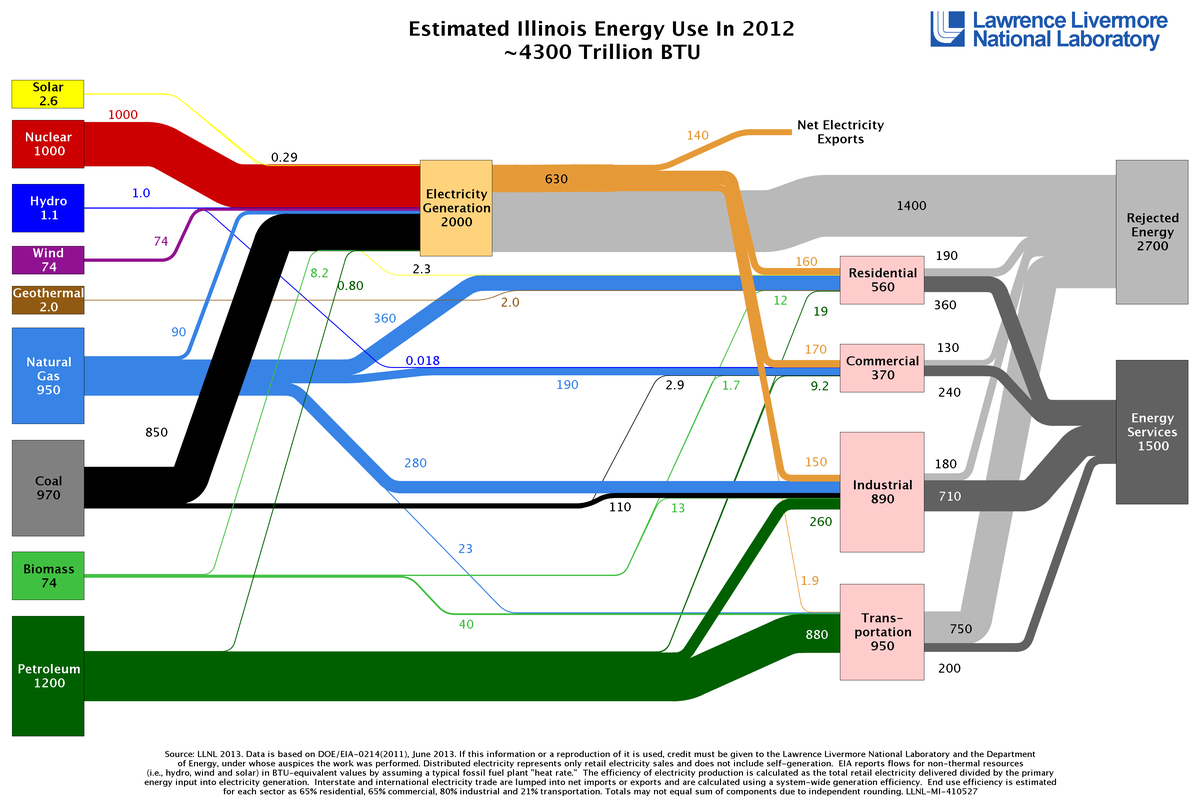 Estimated Illinois Energy Use In 2012
~4300 Trillion BTU
Lawrence Livermore
National Laboratory
Solar
2.6
Nuclear
1000
Hydro
1.1
Wind
74
Geothermal
2.0
Natural
Gas
950
Coal
970
Biomass
74
Petroleum
1200
1000
0.29
1.0
74
90
850
8.2
0.80
2.3
360
2.0
0.018
190
280
23
40
110
2.9
1.7
13
12
19
9.2
Electricity
Generation
2000
630
140
Net Electricity
Exports
1400
160
170
150
260
1.9
880
Residential
560
Commercial
370
Industrial
890
Trans-
portation
950
190
360
130
240
180
710
750
200
Rejected
Energy
2700
Energy
Services
1500
Source: LLNL 2013. Data is based on DOE/EIA-0214(2011), June 2013. If this information or a reproduction of it is used, credit must be given to the Lawrence Livermore National Laboratory and the Department
of Energy, under whose auspices the work was performed. Distributed electricity represents only retail electricity sales and does not include self-generation. EIA reports flows for non-thermal resources
(i.e., hydro, wind and solar) in BTU-equivalent values by assuming a typical fossil fuel plant "heat rate." The efficiency of electricity production is calculated as the total retail electricity delivered divided by the primary
energy input into electricity generation. Interstate and international electricity trade are lumped into net imports or exports and are calculated using a system-wide generation efficiency. End use efficiency is estimated
for each sector as 65% residential, 65% commercial, 80% industrial and 21% transportation. Totals may not equal sum of components due to independent rounding. LLNL-MI-410527